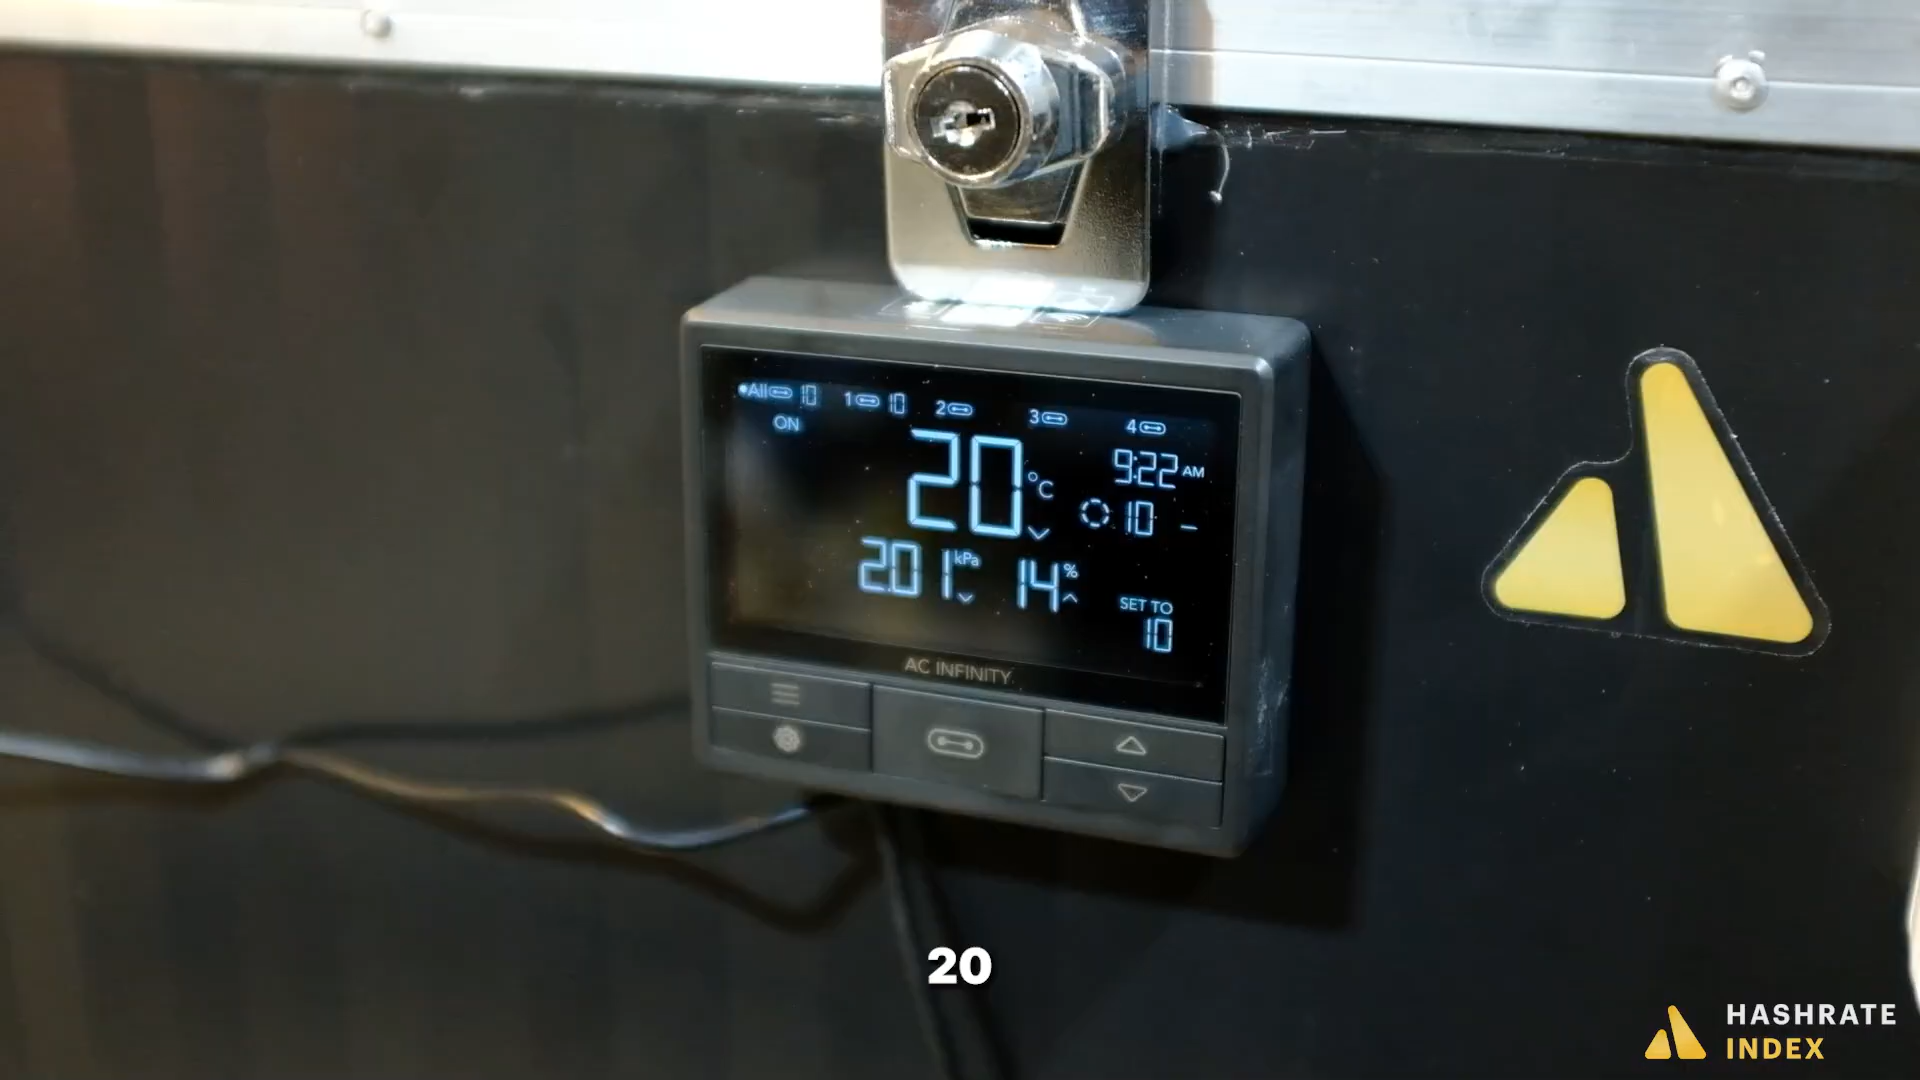 All 10 1 10 2 3 4
ON
20 °C
9:22 AM
10 –
2.01 kPa 14 %
SET TO
10
AC INFINITY
20
HASHRATE
INDEX